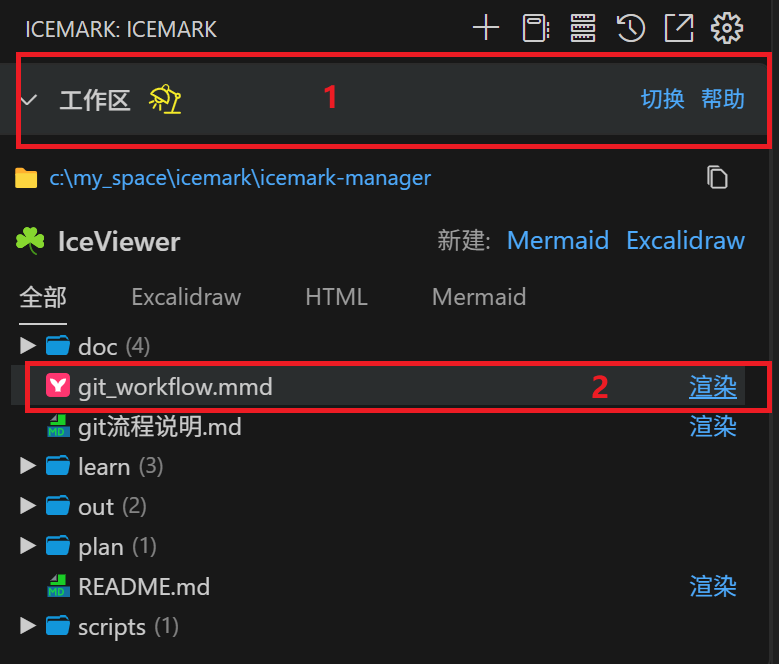 ICEMARK: ICEMARK
工作区 1 切换 帮助
c:\my_space\icemark\icemark-manager
IceViewer 新建: Mermaid Excalidraw
全部 Excalidraw HTML Mermaid
doc (4)
git_workflow.mmd 2 渲染
MD git流程说明.md 渲染
learn (3)
out (2)
plan (1)
MD README.md 渲染
scripts (1)